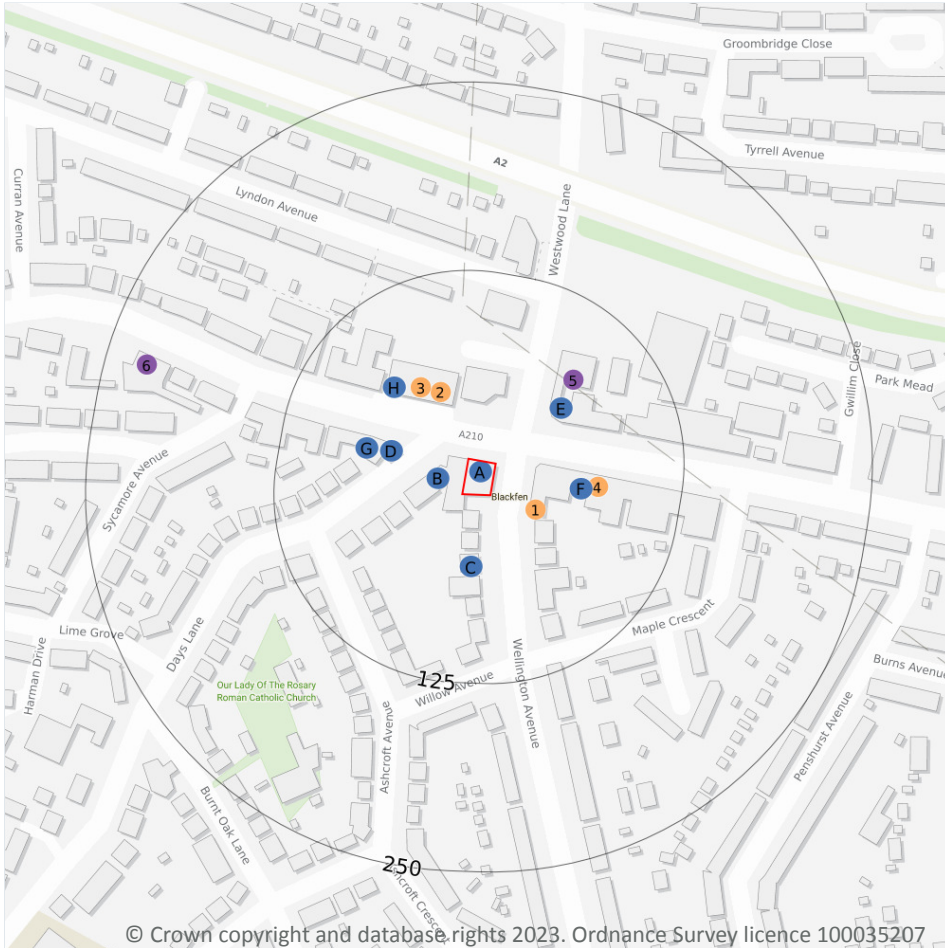 Groombridge Close
Tyrrell Avenue
A2
Curran Avenue
Lyndon Avenue
Westwood Lane
6
H
3
2
5
E
Park Mead
Gwillim Close
A210
G
D
B
A
Blackfen
F
4
1
Sycamore Avenue
C
Lime Grove
Days Lane
Harman Drive
Maple Crescent
Wellington Avenue
Burns Avenue
Our Lady Of The Rosary
Roman Catholic Church
125
Willow Avenue
Ashcroft Avenue
Penshurst Avenue
Burnt Oak Lane
250
© Crown copyright and database rights 2023. Ordnance Survey licence 100035207